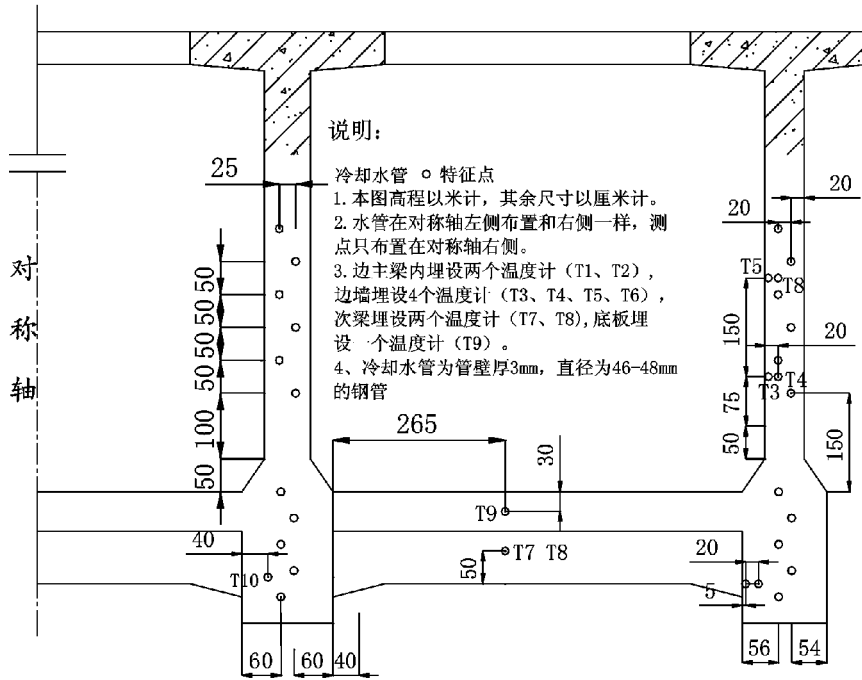 说明:
冷却水管 特征点
1.本图高程以米计，其余尺寸以厘米计。
2.水管在对称轴左侧布置和右侧一样，测
点只布置在对称轴右侧。
3.边主梁内埋设两个温度计（T1、T2），
边墙埋设4个温度计（T3、T4、T5、T6），
次梁埋设两个温度计（T7、T8),底板埋
设一个温度计（T9）。
4、冷却水管为管壁厚3mm，直径为46-48mm
的钢管
对
称
轴
25
50
50
50
50
100
50
265
30
T9
T7 T8
50
40
T10
60
60
40
20
20
T5
T8
150
20
T3
T4
75
50
150
20
5
56
54